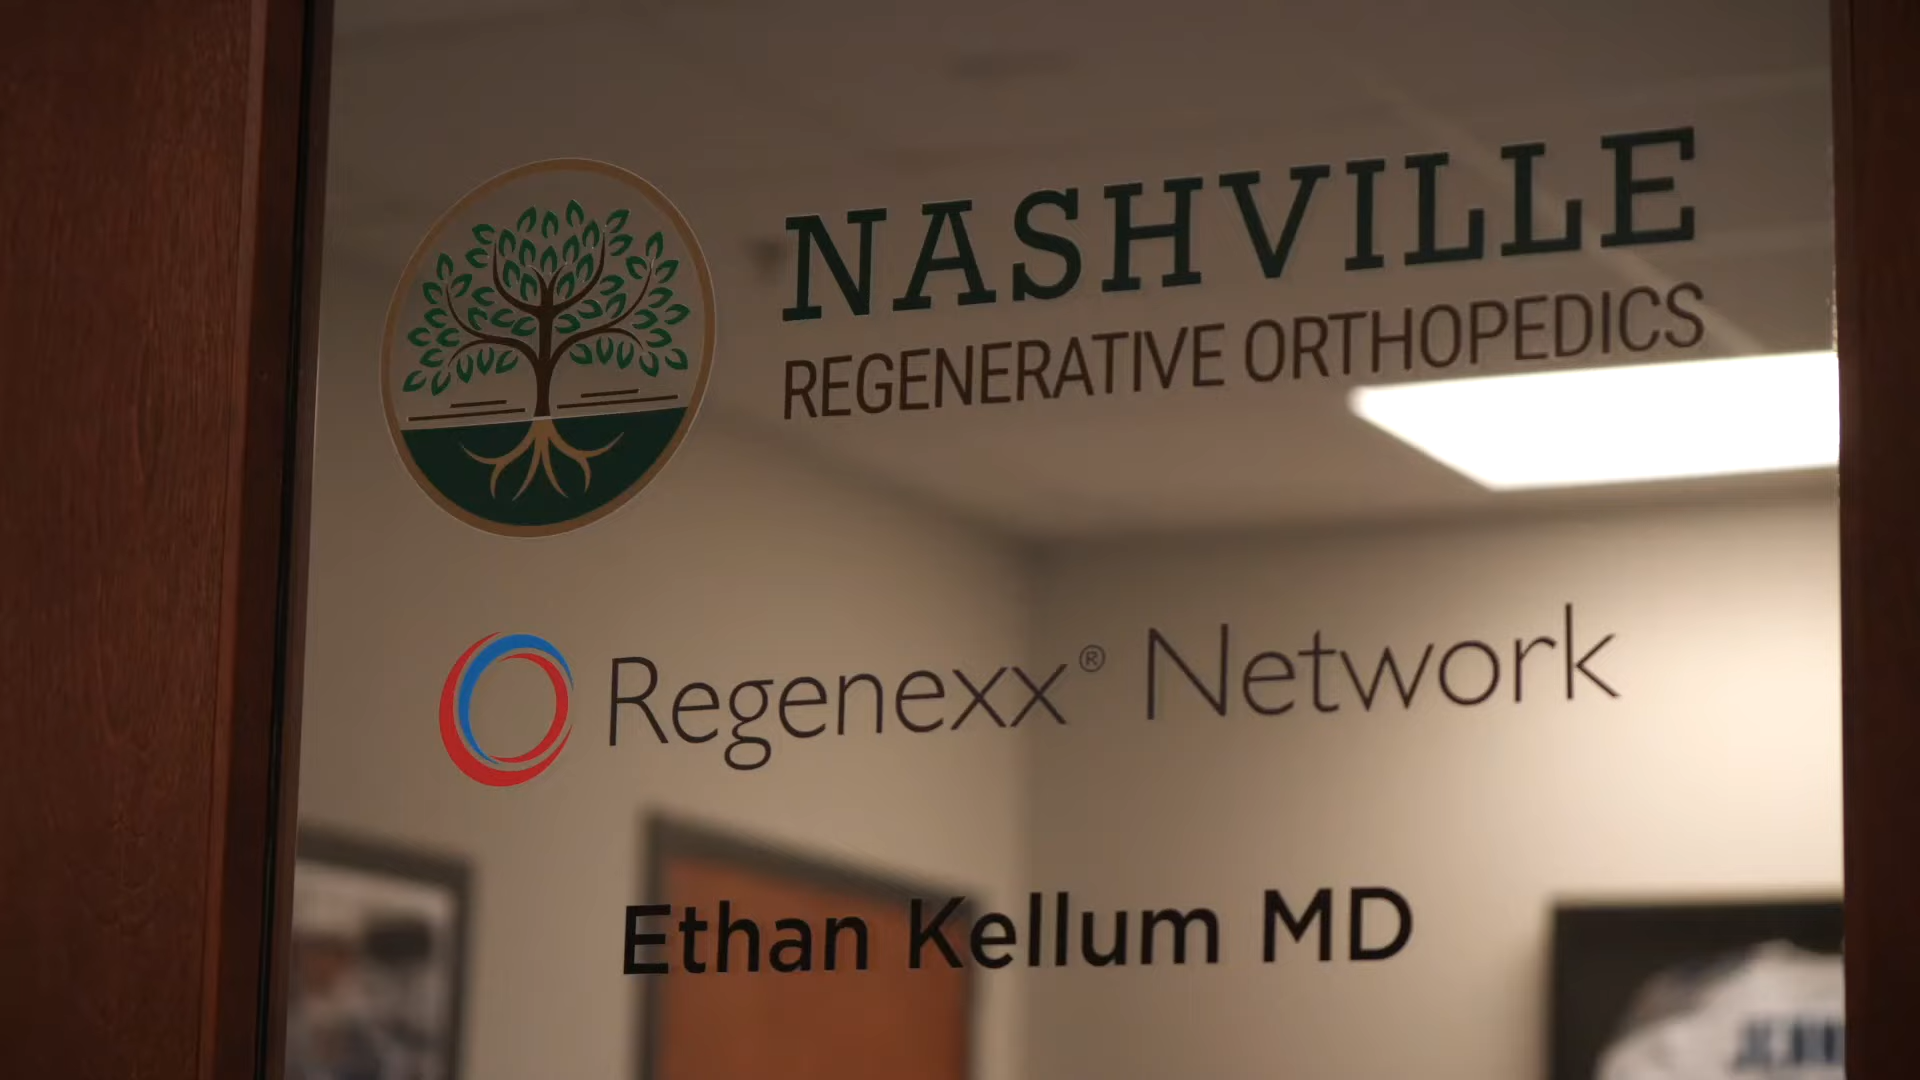 NASHVILLE
REGENERATIVE ORTHOPEDICS
Regenexx® Network
Ethan Kellum MD